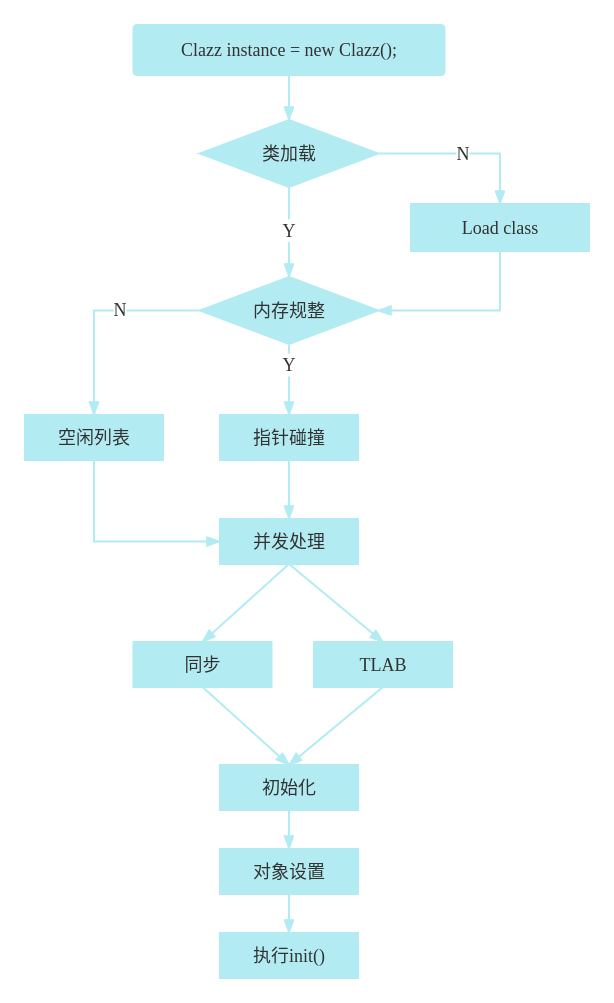 Clazz instance = new Clazz();
类加载
N
Load class
Y
内存规整
N
Y
空闲列表
指针碰撞
并发处理
同步
TLAB
初始化
对象设置
执行init()